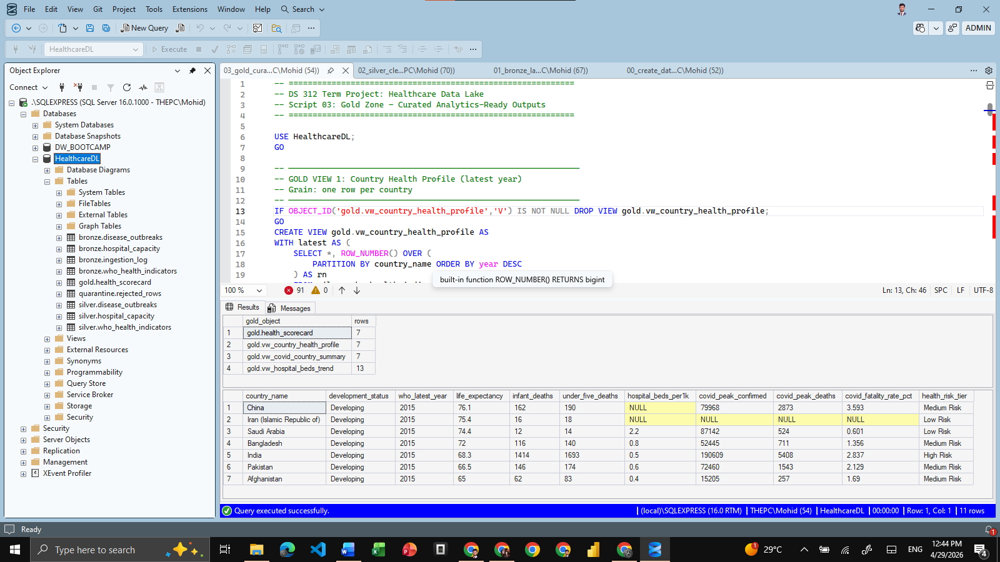 File Edit View Git Project Tools Extensions Window Help Search
New Query
ADMIN
HealthcareDL Execute
Object Explorer
Connect
.\SQLEXPRESS (SQL Server 16.0.1000 - THEPC\Mohid)
Databases
System Databases
Database Snapshots
DW_BOOTCAMP
HealthcareDL
Database Diagrams
Tables
System Tables
FileTables
External Tables
Graph Tables
bronze.disease_outbreaks
bronze.hospital_capacity
bronze.ingestion_log
bronze.who_health_indicators
gold.health_scorecard
quarantine.rejected_rows
silver.disease_outbreaks
silver.hospital_capacity
silver.who_health_indicators
Views
External Resources
Synonyms
Programmability
Query Store
Service Broker
Storage
Security
Security
Server Objects
Replication
Management
XEvent Profiler
03_gold_cura...C\Mohid (54)) 02_silver_cle...PC\Mohid (70)) 01_bronze_la...C\Mohid (67)) 00_create_dat...C\Mohid (52))
1 -- ============================================================
2 -- DS 312 Term Project: Healthcare Data Lake
3 -- Script 03: Gold Zone — Curated Analytics-Ready Outputs
4 -- ============================================================
5
6 USE HealthcareDL;
7 GO
8
9 -- ─────────────────────────────────────────────────────────────
10 -- GOLD VIEW 1: Country Health Profile (latest year)
11 -- Grain: one row per country
12 -- ─────────────────────────────────────────────────────────────
13 IF OBJECT_ID('gold.vw_country_health_profile','V') IS NOT NULL DROP VIEW gold.vw_country_health_profile;
14 GO
15 CREATE VIEW gold.vw_country_health_profile AS
16 WITH latest AS (
17 SELECT *, ROW_NUMBER() OVER (
18 PARTITION BY country_name ORDER BY year DESC
19 ) AS rn
built-in function ROW_NUMBER() RETURNS bigint
100 % 91 0 Ln: 13, Ch: 46 SPC LF UTF-8
Results Messages
gold_object rows
1 gold.health_scorecard 7
2 gold.vw_country_health_profile 7
3 gold.vw_covid_country_summary 7
4 gold.vw_hospital_beds_trend 13
country_name development_status who_latest_year life_expectancy infant_deaths under_five_deaths hospital_beds_per1k covid_peak_confirmed covid_peak_deaths covid_fatality_rate_pct health_risk_tier
1 China Developing 2015 76.1 162 190 NULL 79968 2873 3.593 Medium Risk
2 Iran (Islamic Republic of) Developing 2015 75.4 16 18 NULL NULL NULL NULL Low Risk
3 Saudi Arabia Developing 2015 74.4 12 14 2.2 87142 524 0.601 Low Risk
4 Bangladesh Developing 2015 72 116 140 0.8 52445 711 1.356 Medium Risk
5 India Developing 2015 68.3 1414 1693 0.5 190609 5408 2.837 High Risk
6 Pakistan Developing 2015 66.5 146 174 0.6 72460 1543 2.129 Medium Risk
7 Afghanistan Developing 2015 65 62 83 0.4 15205 257 1.69 Medium Risk
Query executed successfully. (local)\SQLEXPRESS (16.0 RTM) THEPC\Mohid (54) HealthcareDL 00:00:00 Row: 1, Col: 1 11 rows
Ready 1
Type here to search 1 29°C ENG 12:44 PM
4/29/2026 4